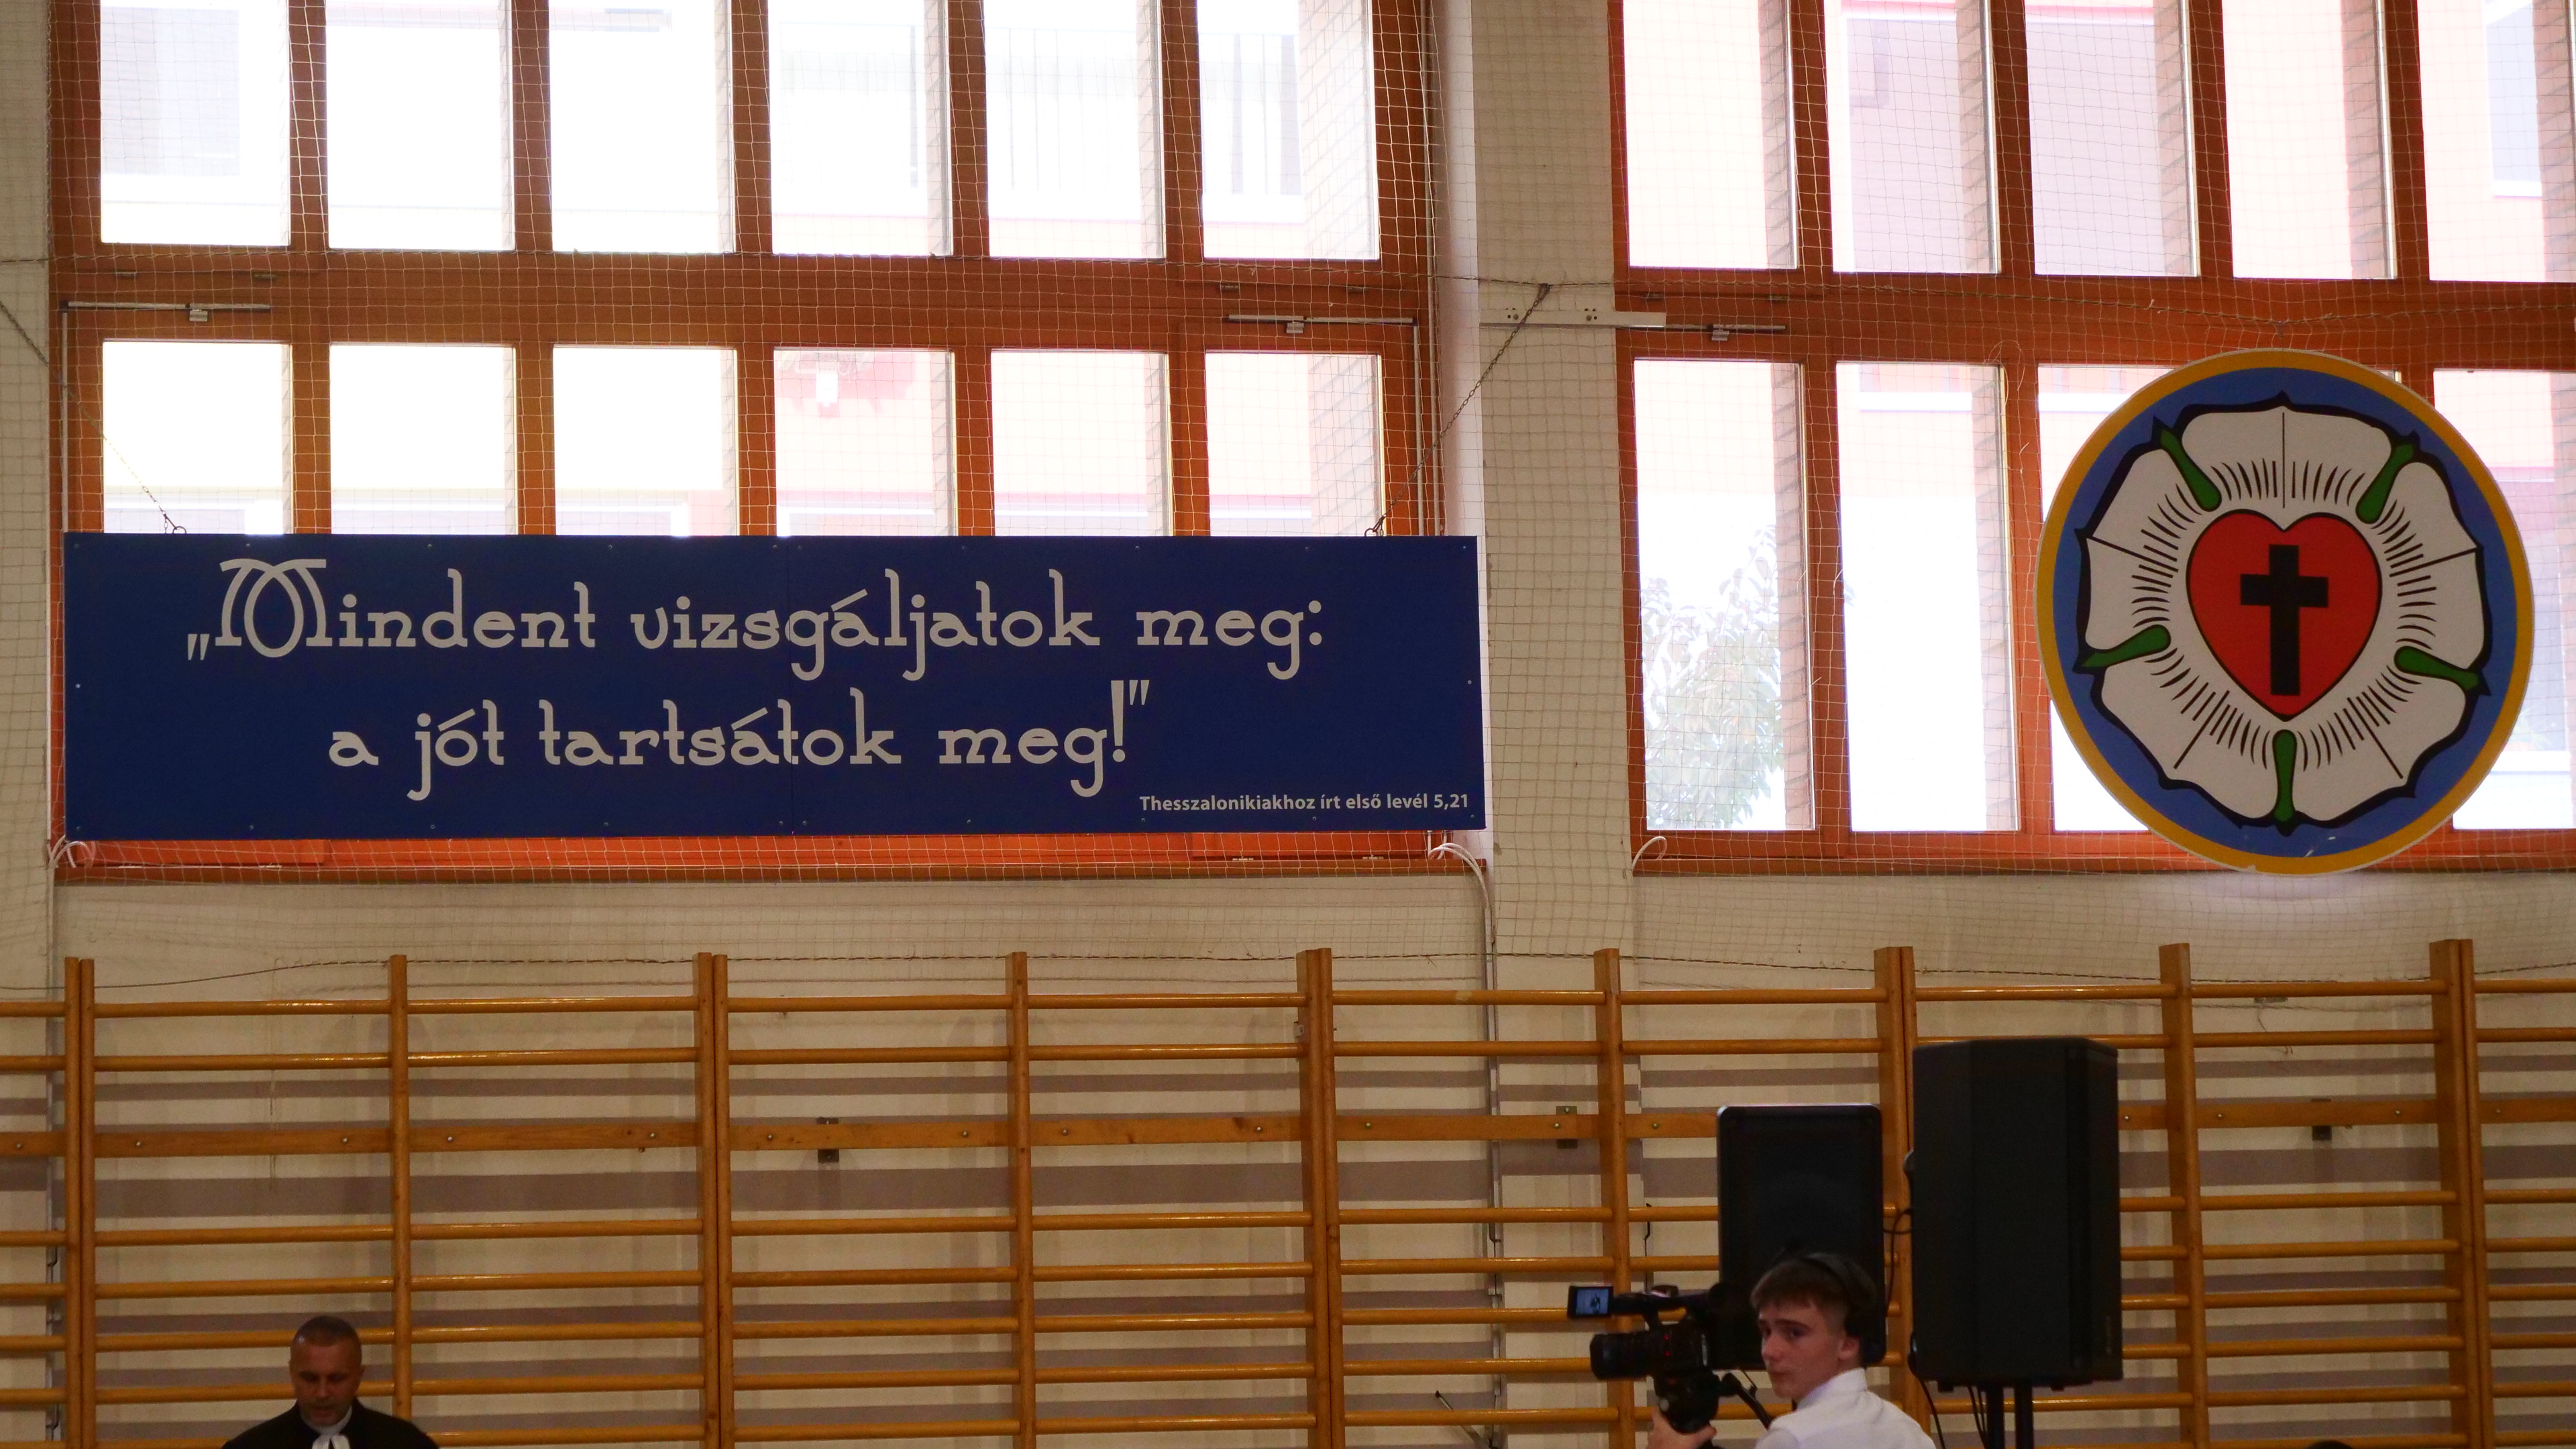 „Mindent vizsgáljatok meg:
a jót tartsátok meg!”
Thesszalonikiakhoz írt első levél 5,21